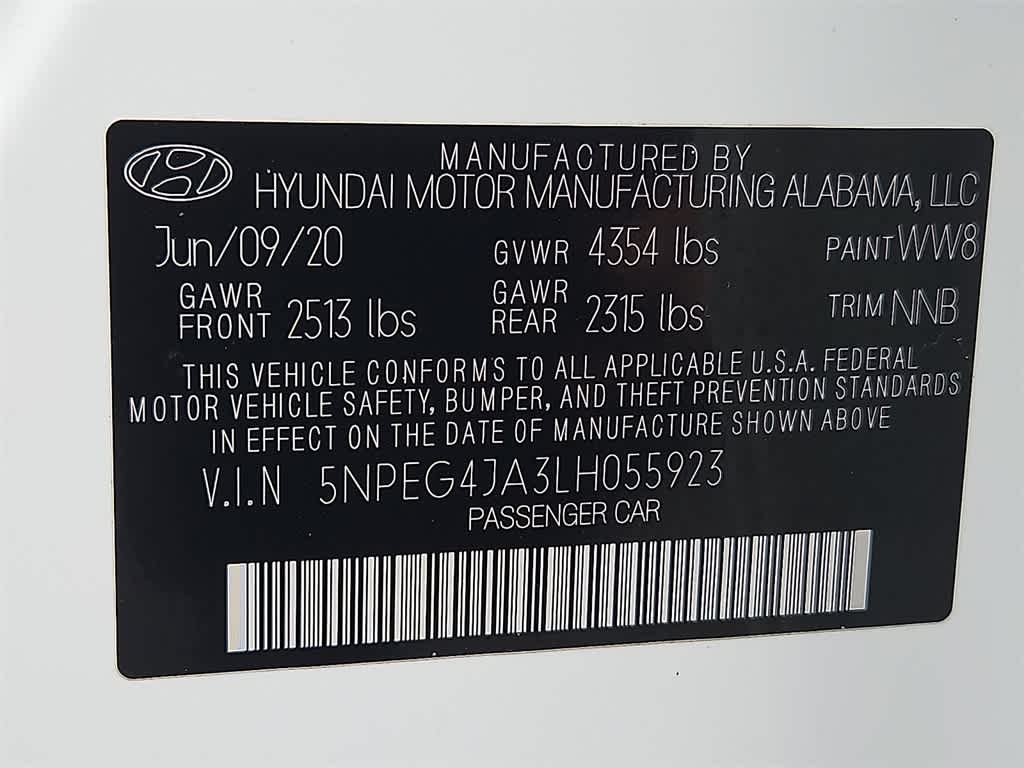 MANUFACTURED BY
HYUNDAI MOTOR MANUFACTURING ALABAMA, LLC
Jun/09/20 GVWR 4354 lbs PAINT WW8
GAWR FRONT 2513 lbs GAWR REAR 2315 lbs TRIM NNB
THIS VEHICLE CONFORMS TO ALL APPLICABLE U.S.A. FEDERAL
MOTOR VEHICLE SAFETY, BUMPER, AND THEFT PREVENTION STANDARDS
IN EFFECT ON THE DATE OF MANUFACTURE SHOWN ABOVE
V.I.N 5NPEG4JA3LH055923
PASSENGER CAR